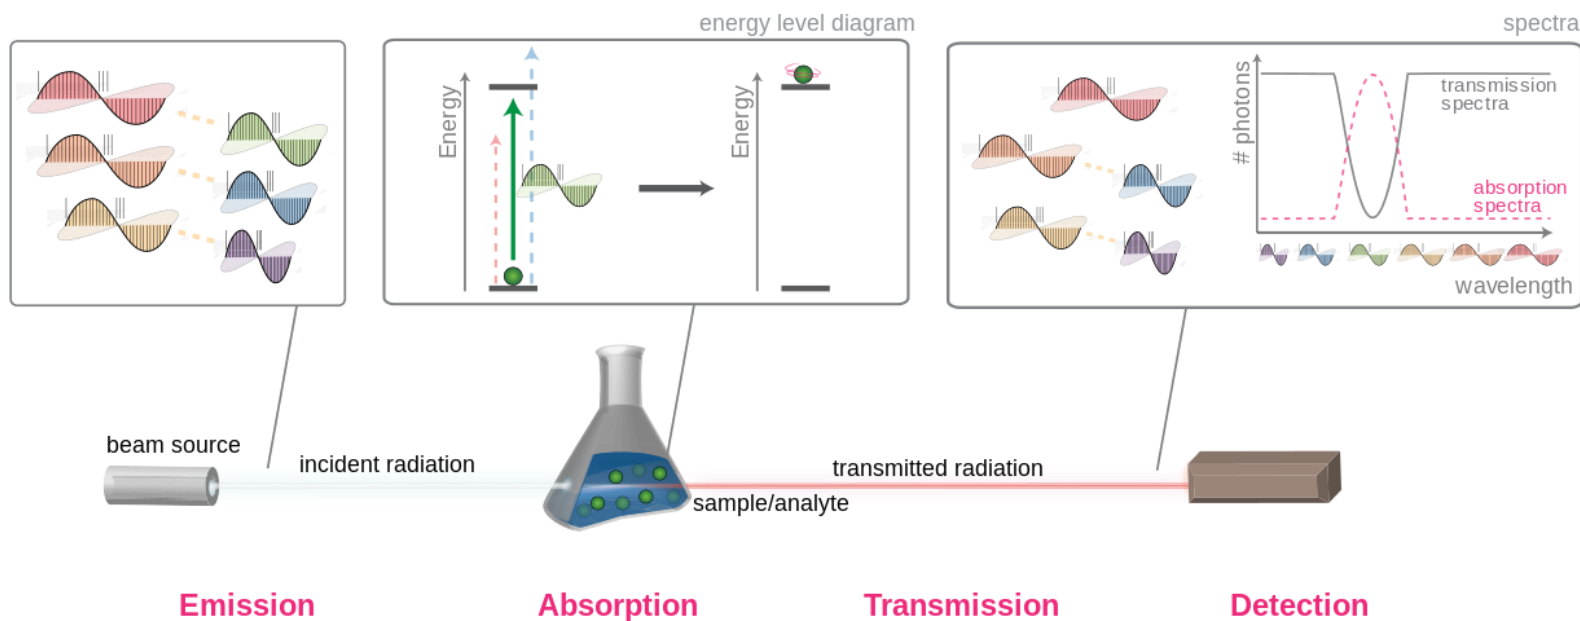 energy level diagram
spectra
Energy
Energy
# photons
transmission
spectra
absorption
spectra
wavelength
beam source
incident radiation
transmitted radiation
sample/analyte
Emission
Absorption
Transmission
Detection